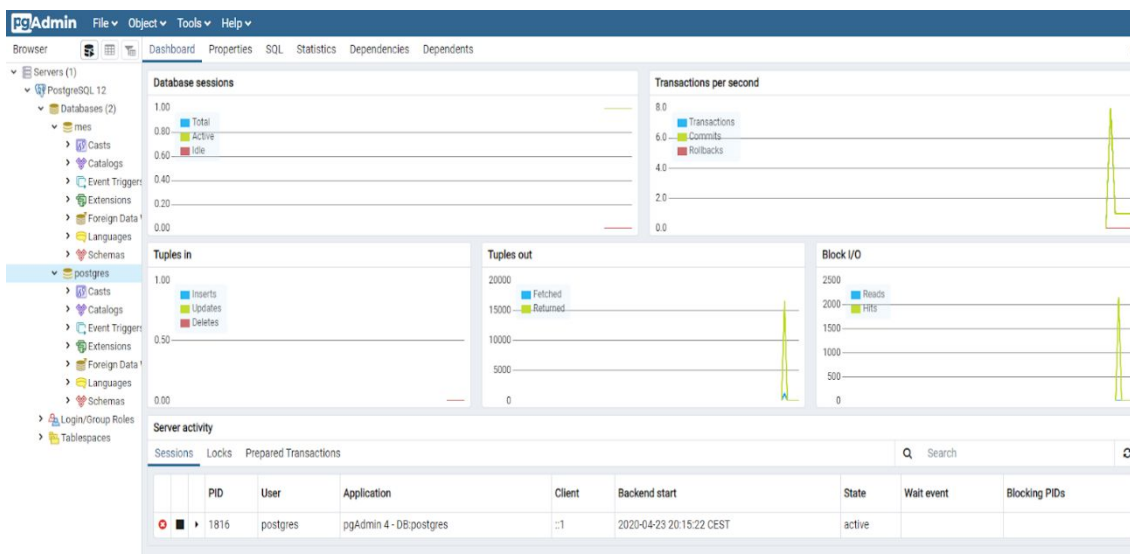 pgAdmin File Object Tools Help
Browser Dashboard Properties SQL Statistics Dependencies Dependents
Servers (1)
PostgreSQL 12
Databases (2)
mes
Casts
Catalogs
Event Triggers
Extensions
Foreign Data
Languages
Schemas
postgres
Casts
Catalogs
Event Triggers
Extensions
Foreign Data
Languages
Schemas
Login/Group Roles
Tablespaces
Database sessions
1.00
0.80
0.60
0.40
0.20
0.00
Total
Active
Idle
Transactions per second
8.0
6.0
4.0
2.0
0.0
Transactions
Commits
Rollbacks
Tuples in
1.00
0.50
0.00
Inserts
Updates
Deletes
Tuples out
20000
15000
10000
5000
0
Fetched
Returned
Block I/O
2500
2000
1500
1000
500
0
Reads
Hits
Server activity
Sessions Locks Prepared Transactions Search
PID User Application Client Backend start State Wait event Blocking PIDs
1816 postgres pgAdmin 4 - DB:postgres ::1 2020-04-23 20:15:22 CEST active